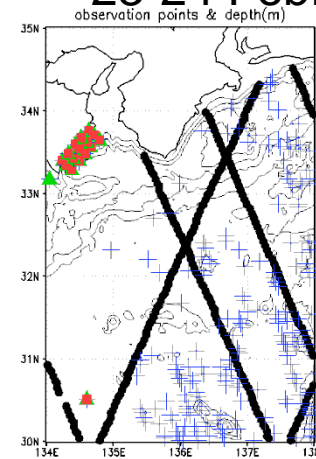 observation points & depth(m)
35N
34N
33N
32N
31N
30N
134E
135E
136E
137E